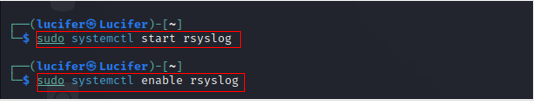 ┌──(lucifer㉿Lucifer)-[~]
└─$ sudo systemctl start rsyslog
┌──(lucifer㉿Lucifer)-[~]
└─$ sudo systemctl enable rsyslog